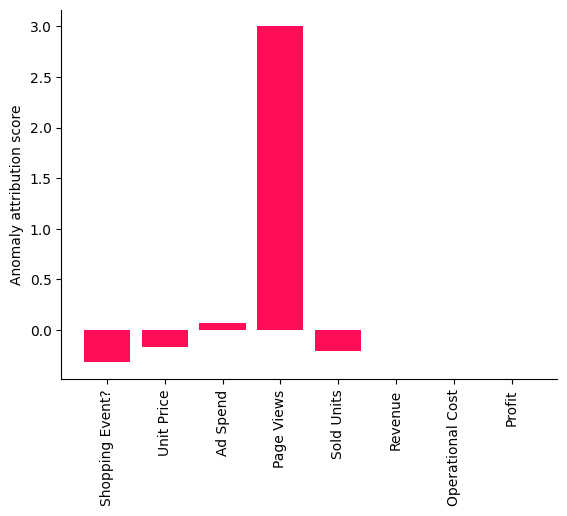 Anomaly attribution score
3.0
2.5
2.0
1.5
1.0
0.5
0.0
Shopping Event?
Unit Price
Ad Spend
Page Views
Sold Units
Revenue
Operational Cost
Profit